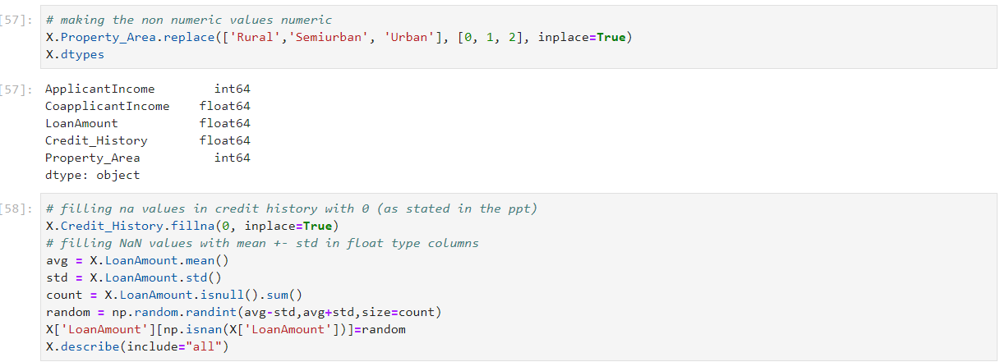 [57]: # making the non numeric values numeric
X.Property_Area.replace(['Rural','Semiurban', 'Urban'], [0, 1, 2], inplace=True)
X.dtypes
[57]: ApplicantIncome int64
CoapplicantIncome float64
LoanAmount float64
Credit_History float64
Property_Area int64
dtype: object
[58]: # filling na values in credit history with 0 (as stated in the ppt)
X.Credit_History.fillna(0, inplace=True)
# filling NaN values with mean +- std in float type columns
avg = X.LoanAmount.mean()
std = X.LoanAmount.std()
count = X.LoanAmount.isnull().sum()
random = np.random.randint(avg-std,avg+std,size=count)
X['LoanAmount'][np.isnan(X['LoanAmount'])]=random
X.describe(include="all")